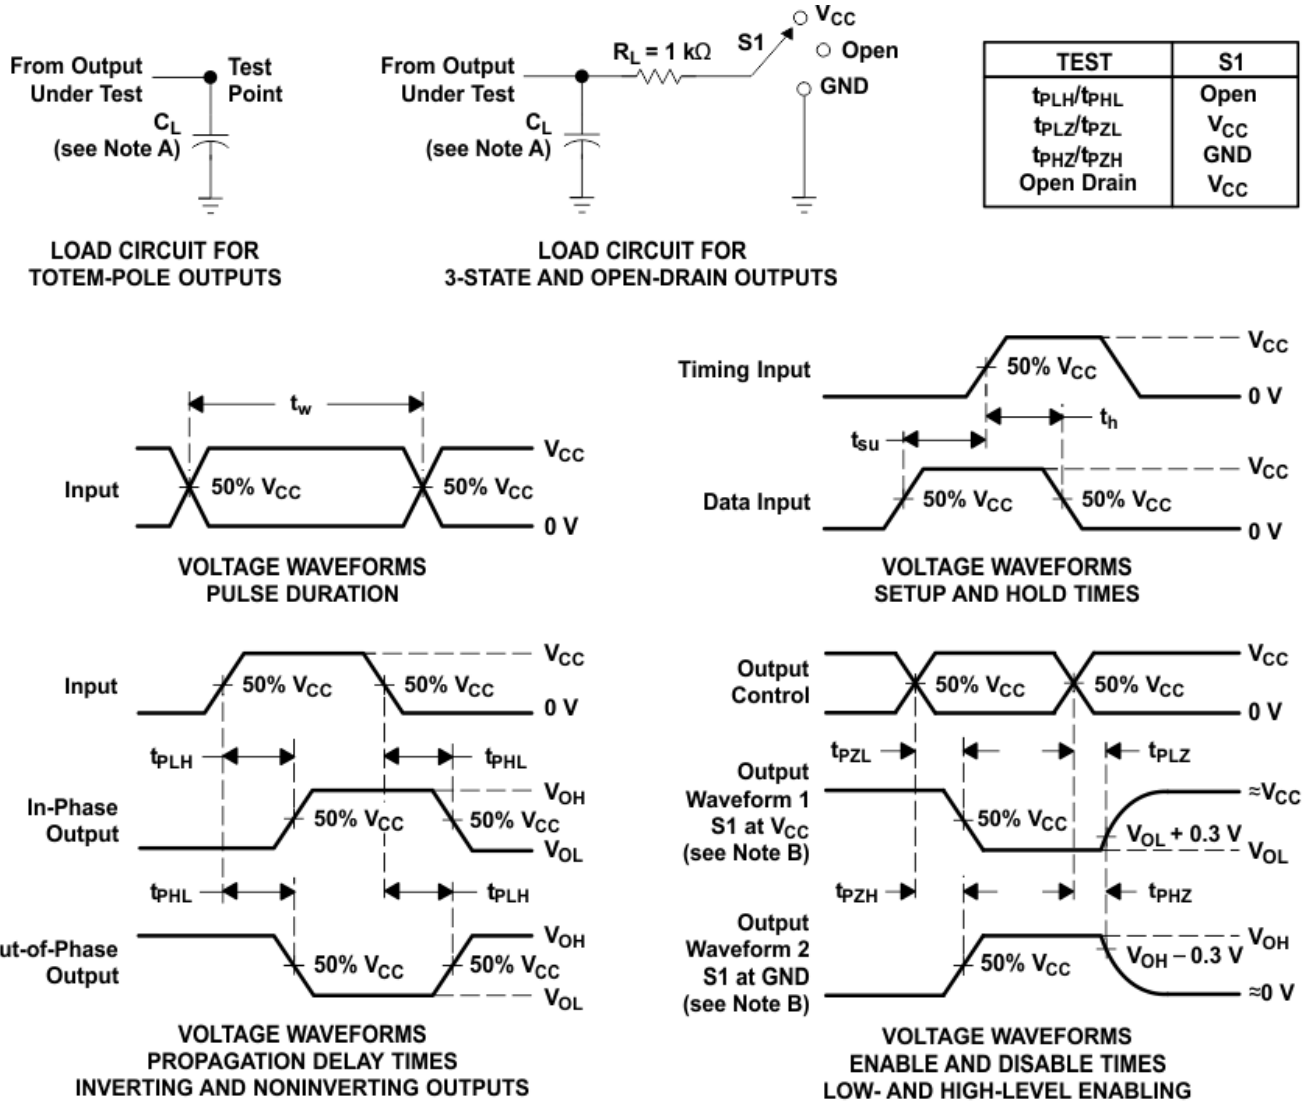 From Output
Under Test
Test
Point
CL
(see Note A)
LOAD CIRCUIT FOR
TOTEM-POLE OUTPUTS
From Output
Under Test
RL = 1 kΩ
S1
VCC
Open
GND
CL
(see Note A)
LOAD CIRCUIT FOR
3-STATE AND OPEN-DRAIN OUTPUTS
TEST S1
tPLH/tPHL Open
tPLZ/tPZL VCC
tPHZ/tPZH GND
Open Drain VCC
tw
Input
50% VCC
50% VCC
VCC
0 V
VOLTAGE WAVEFORMS
PULSE DURATION
Timing Input
50% VCC
VCC
0 V
tsu
th
Data Input
50% VCC
50% VCC
VCC
0 V
VOLTAGE WAVEFORMS
SETUP AND HOLD TIMES
Input
50% VCC
50% VCC
VCC
0 V
tPLH
tPHL
In-Phase
Output
50% VCC
50% VCC
VOH
VOL
tPHL
tPLH
ut-of-Phase
Output
50% VCC
50% VCC
VOH
VOL
VOLTAGE WAVEFORMS
PROPAGATION DELAY TIMES
INVERTING AND NONINVERTING OUTPUTS
Output
Control
50% VCC
50% VCC
VCC
0 V
tPZL
tPLZ
Output
Waveform 1
S1 at VCC
(see Note B)
50% VCC
VOL + 0.3 V
≈VCC
VOL
tPZH
tPHZ
Output
Waveform 2
S1 at GND
(see Note B)
50% VCC
VOH − 0.3 V
VOH
≈0 V
VOLTAGE WAVEFORMS
ENABLE AND DISABLE TIMES
LOW- AND HIGH-LEVEL ENABLING